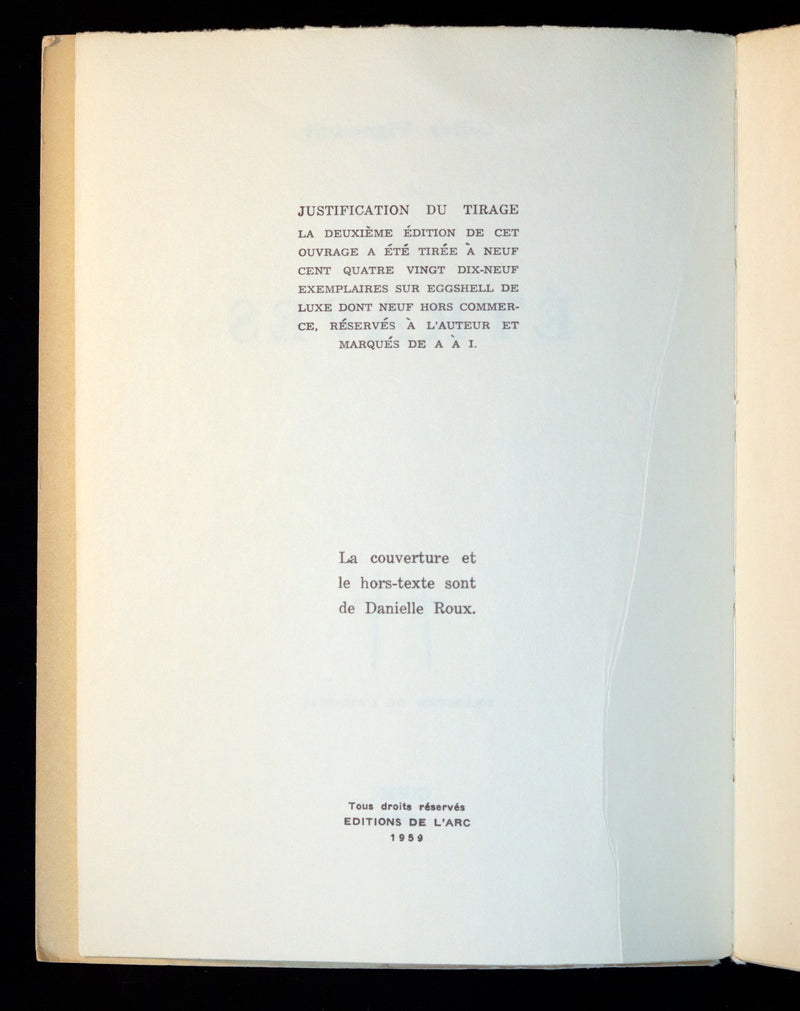 JUSTIFICATION DU TIRAGE
LA DEUXIÈME ÉDITION DE CET
OUVRAGE A ÉTÉ TIRÉE À NEUF
CENT QUATRE VINGT DIX-NEUF
EXEMPLAIRES SUR EGGSHELL DE
LUXE DONT NEUF HORS COMMER-
CE, RÉSERVÉS À L'AUTEUR ET
MARQUÉS DE A À I.
La couverture et
le hors-texte sont
de Danielle Roux.
Tous droits réservés
EDITIONS DE L'ARC
1959